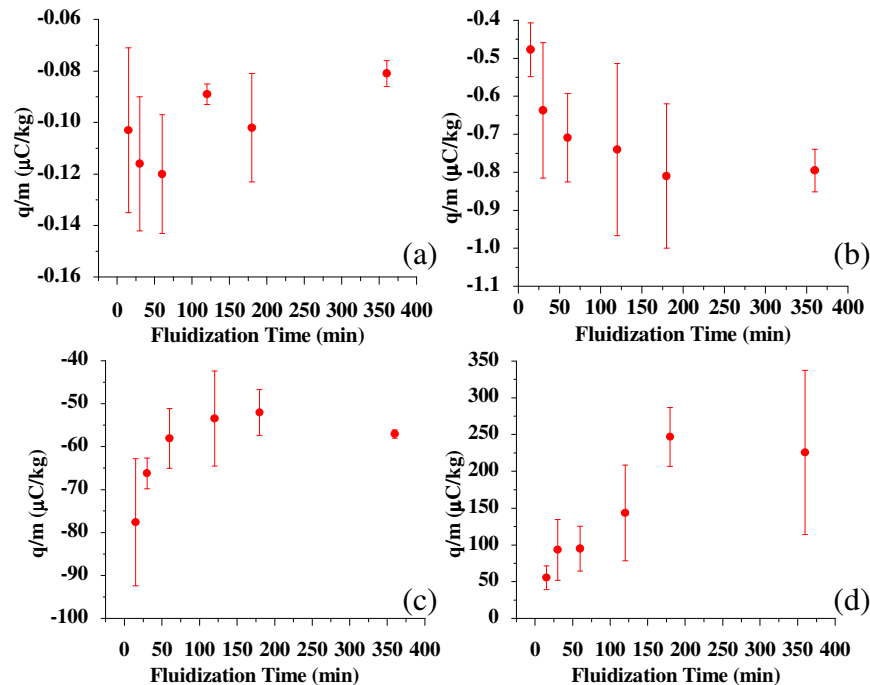 q/m (µC/kg)
-0.06
-0.08
-0.10
-0.12
-0.14
-0.16
(a)
0 50 100 150 200 250 300 350 400
Fluidization Time (min)
q/m (µC/kg)
-0.4
-0.5
-0.6
-0.7
-0.8
-0.9
-1.0
-1.1
(b)
0 50 100 150 200 250 300 350 400
Fluidization Time (min)
q/m (µC/kg)
-40
-50
-60
-70
-80
-90
-100
(c)
0 50 100 150 200 250 300 350 400
Fluidization Time (min)
q/m (µC/kg)
350
300
250
200
150
100
50
0
(d)
0 50 100 150 200 250 300 350 400
Fluidization Time (min)